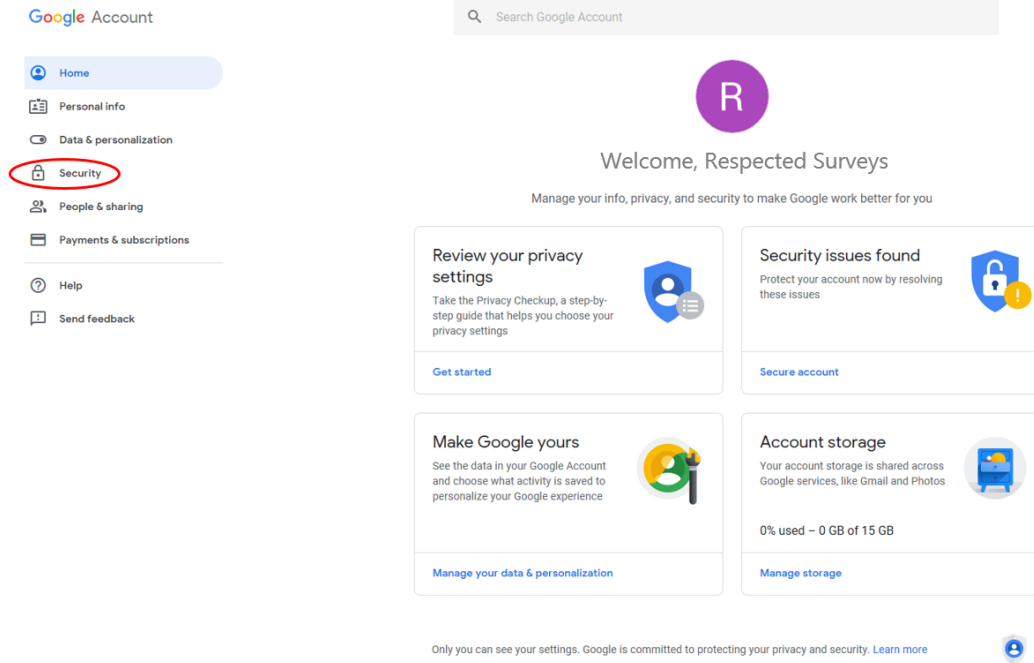 Google Account
Search Google Account
Home
Personal info
Data & personalization
Security
People & sharing
Payments & subscriptions
Help
Send feedback
R
Welcome, Respected Surveys
Manage your info, privacy, and security to make Google work better for you
Review your privacy
settings
Take the Privacy Checkup, a step-by-
step guide that helps you choose your
privacy settings
Get started
Security issues found
Protect your account now by resolving
these issues
Secure account
Make Google yours
See the data in your Google Account
and choose what activity is saved to
personalize your Google experience
Manage your data & personalization
Account storage
Your account storage is shared across
Google services, like Gmail and Photos
0% used – 0 GB of 15 GB
Manage storage
Only you can see your settings. Google is committed to protecting your privacy and security. Learn more